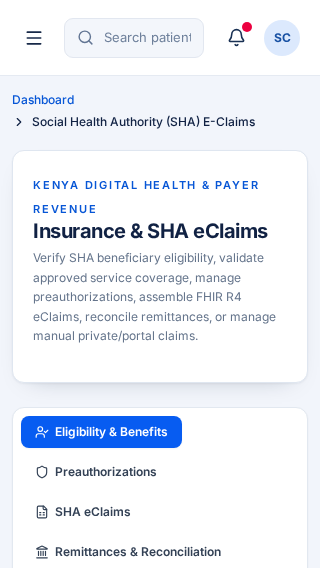 Search patient
SC
Dashboard
Social Health Authority (SHA) E-Claims
KENYA DIGITAL HEALTH & PAYER
REVENUE
Insurance & SHA eClaims
Verify SHA beneficiary eligibility, validate
approved service coverage, manage
preauthorizations, assemble FHIR R4
eClaims, reconcile remittances, or manage
manual private/portal claims.
Eligibility & Benefits
Preauthorizations
SHA eClaims
Remittances & Reconciliation